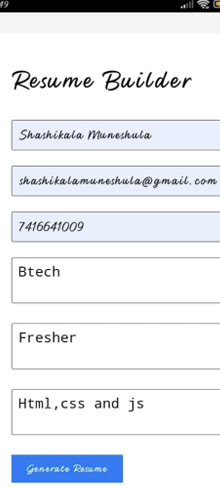 Resume Builder
Shashikala Muneshula
shashikalamuneshula@gmail.com
7416641009
Btech
Fresher
Html,css and js
Generate Resume